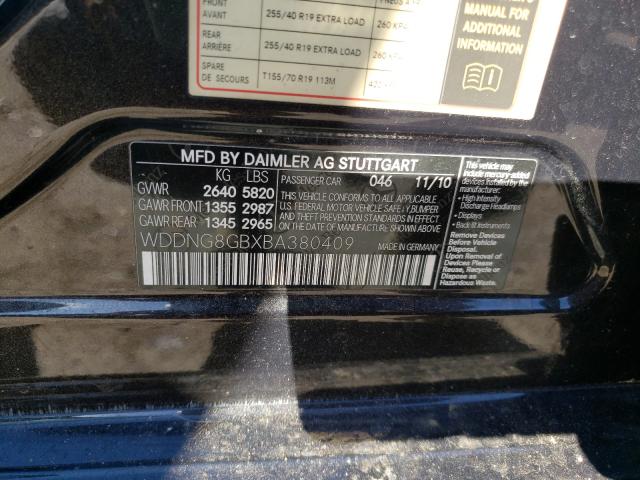 FRONT
AVANT 255/40 R19 EXTRA LOAD 260 KPA
REAR
ARRIÈRE 255/40 R19 EXTRA LOAD 260 KPA
SPARE
DE SECOURS T155/70 R19 113M
MANUAL FOR
ADDITIONAL
INFORMATION
MFD BY DAIMLER AG STUTTGART
KG LBS
GVWR 2640 5820
GAWR FRONT 1355 2987
GAWR REAR 1345 2965
PASSENGER CAR 046 11/10
THIS VEHICLE CONFORMS TO ALL APPLICABLE
U.S. FEDERAL MOTOR VEHICLE SAFETY/BUMPER
AND THEFT PREVENTION STANDARDS
IN EFFECT ON THE DATE OF
MANUFACTURE SHOWN ABOVE.
WDDNG8GBXBA380409
MADE IN GERMANY
This vehicle may
include mercury-added
devices installed by the
manufacturer:
• High Intensity
Discharge Headlamps
• Displays
• Back lit Instruments
Upon Removal of
Devices Please
Reuse, Recycle or
Dispose as
Hazardous Waste.